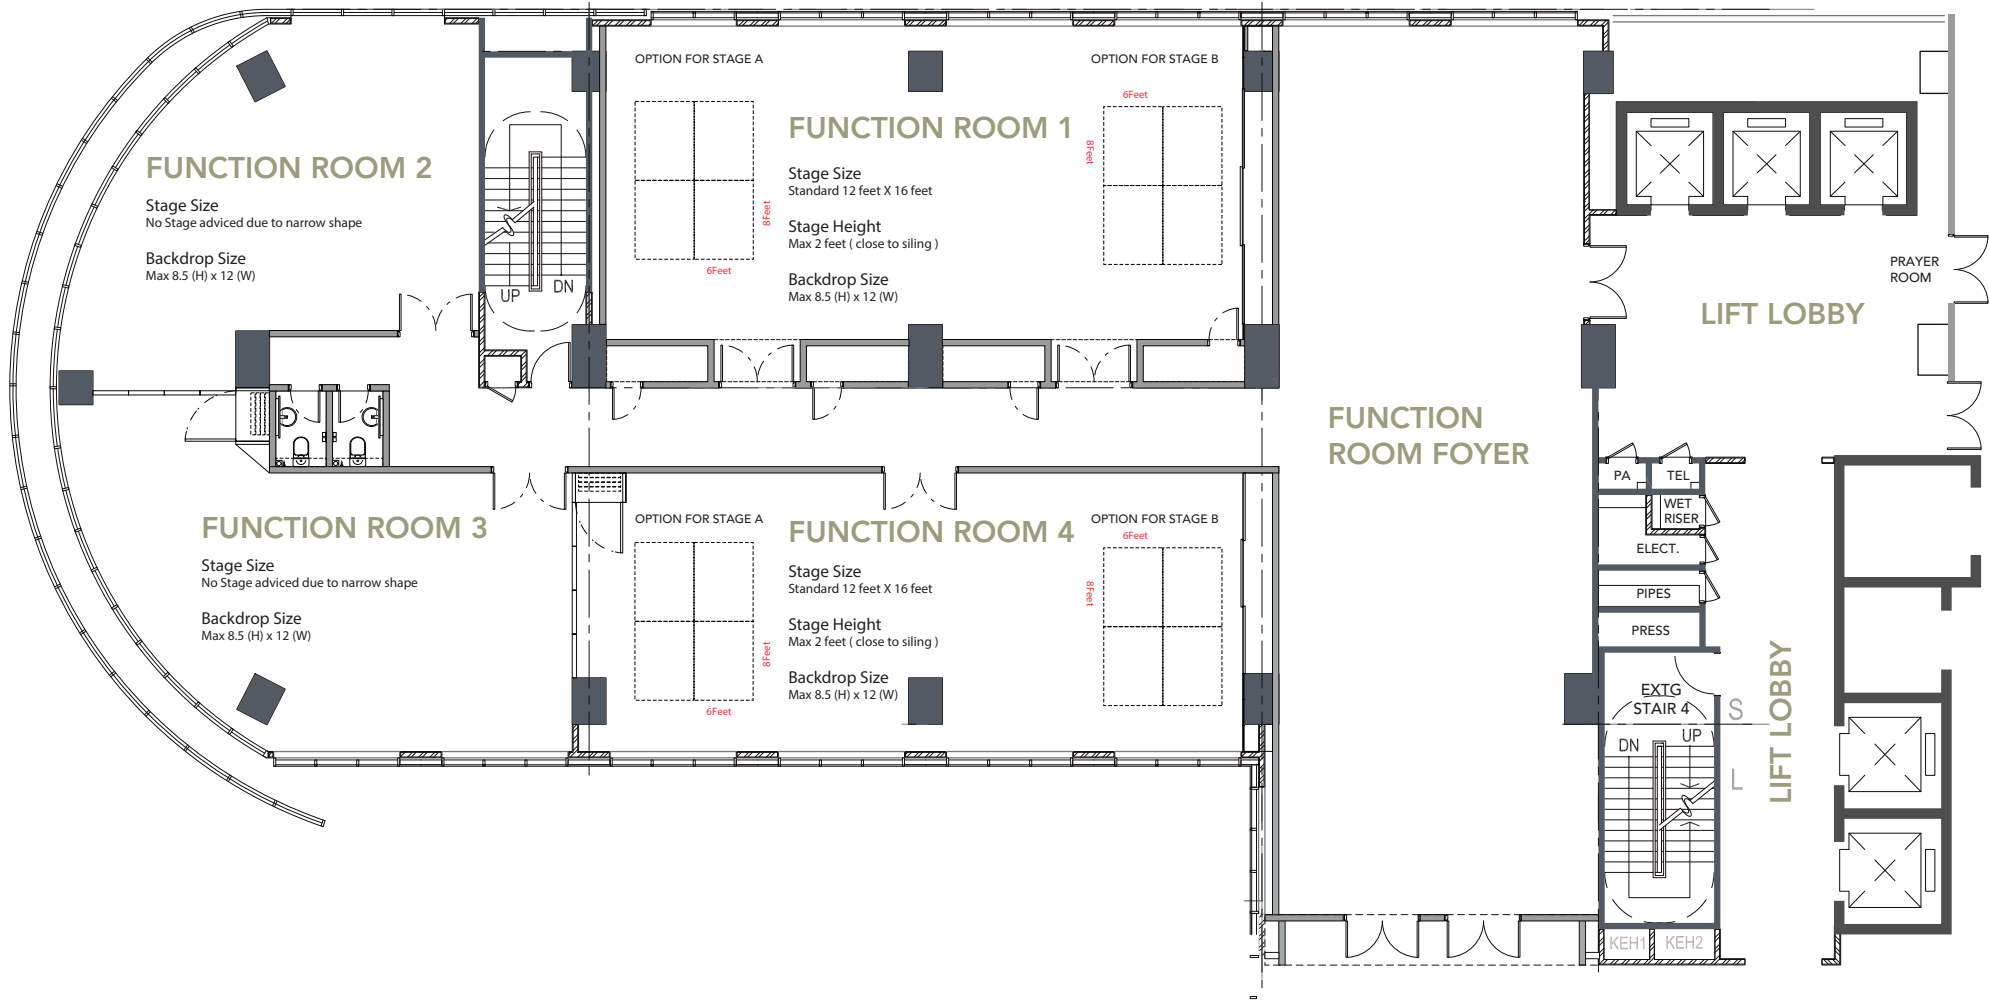 FUNCTION ROOM 2
Stage Size
No Stage adviced due to narrow shape
Backdrop Size
Max 8.5 (H) x 12 (W)
UP
DN
OPTION FOR STAGE A
8Feet
6Feet
FUNCTION ROOM 1
Stage Size
Standard 12 feet X 16 feet
Stage Height
Max 2 feet ( close to siling )
Backdrop Size
Max 8.5 (H) x 12 (W)
OPTION FOR STAGE B
6Feet
8Feet
PRAYER
ROOM
LIFT LOBBY
FUNCTION
ROOM FOYER
FUNCTION ROOM 3
Stage Size
No Stage adviced due to narrow shape
Backdrop Size
Max 8.5 (H) x 12 (W)
OPTION FOR STAGE A
8Feet
6Feet
FUNCTION ROOM 4
Stage Size
Standard 12 feet X 16 feet
Stage Height
Max 2 feet ( close to siling )
Backdrop Size
Max 8.5 (H) x 12 (W)
OPTION FOR STAGE B
6Feet
8Feet
PA
TEL
WET
RISER
ELECT.
PIPES
PRESS
EXTG
STAIR 4
DN
UP
S
L
LIFT LOBBY
KEH1
KEH2